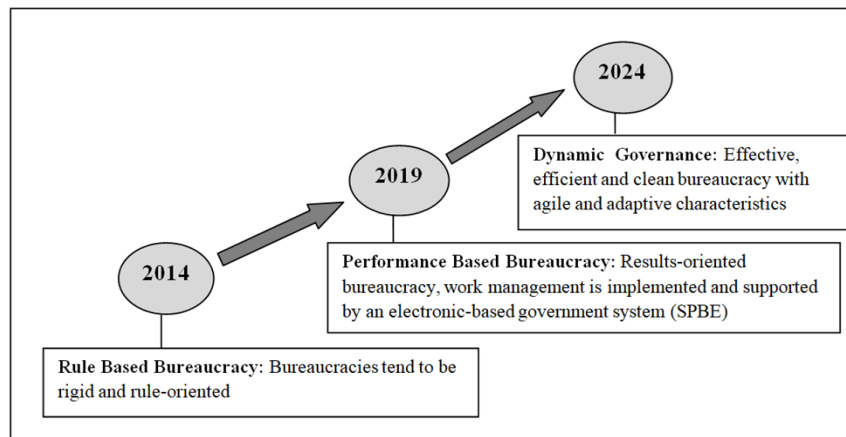 2024
Dynamic Governance: Effective,
efficient and clean bureaucracy with
agile and adaptive characteristics
2019
Performance Based Bureaucracy: Results-oriented
bureaucracy, work management is implemented and supported
by an electronic-based government system (SPBE)
2014
Rule Based Bureaucracy: Bureaucracies tend to be
rigid and rule-oriented